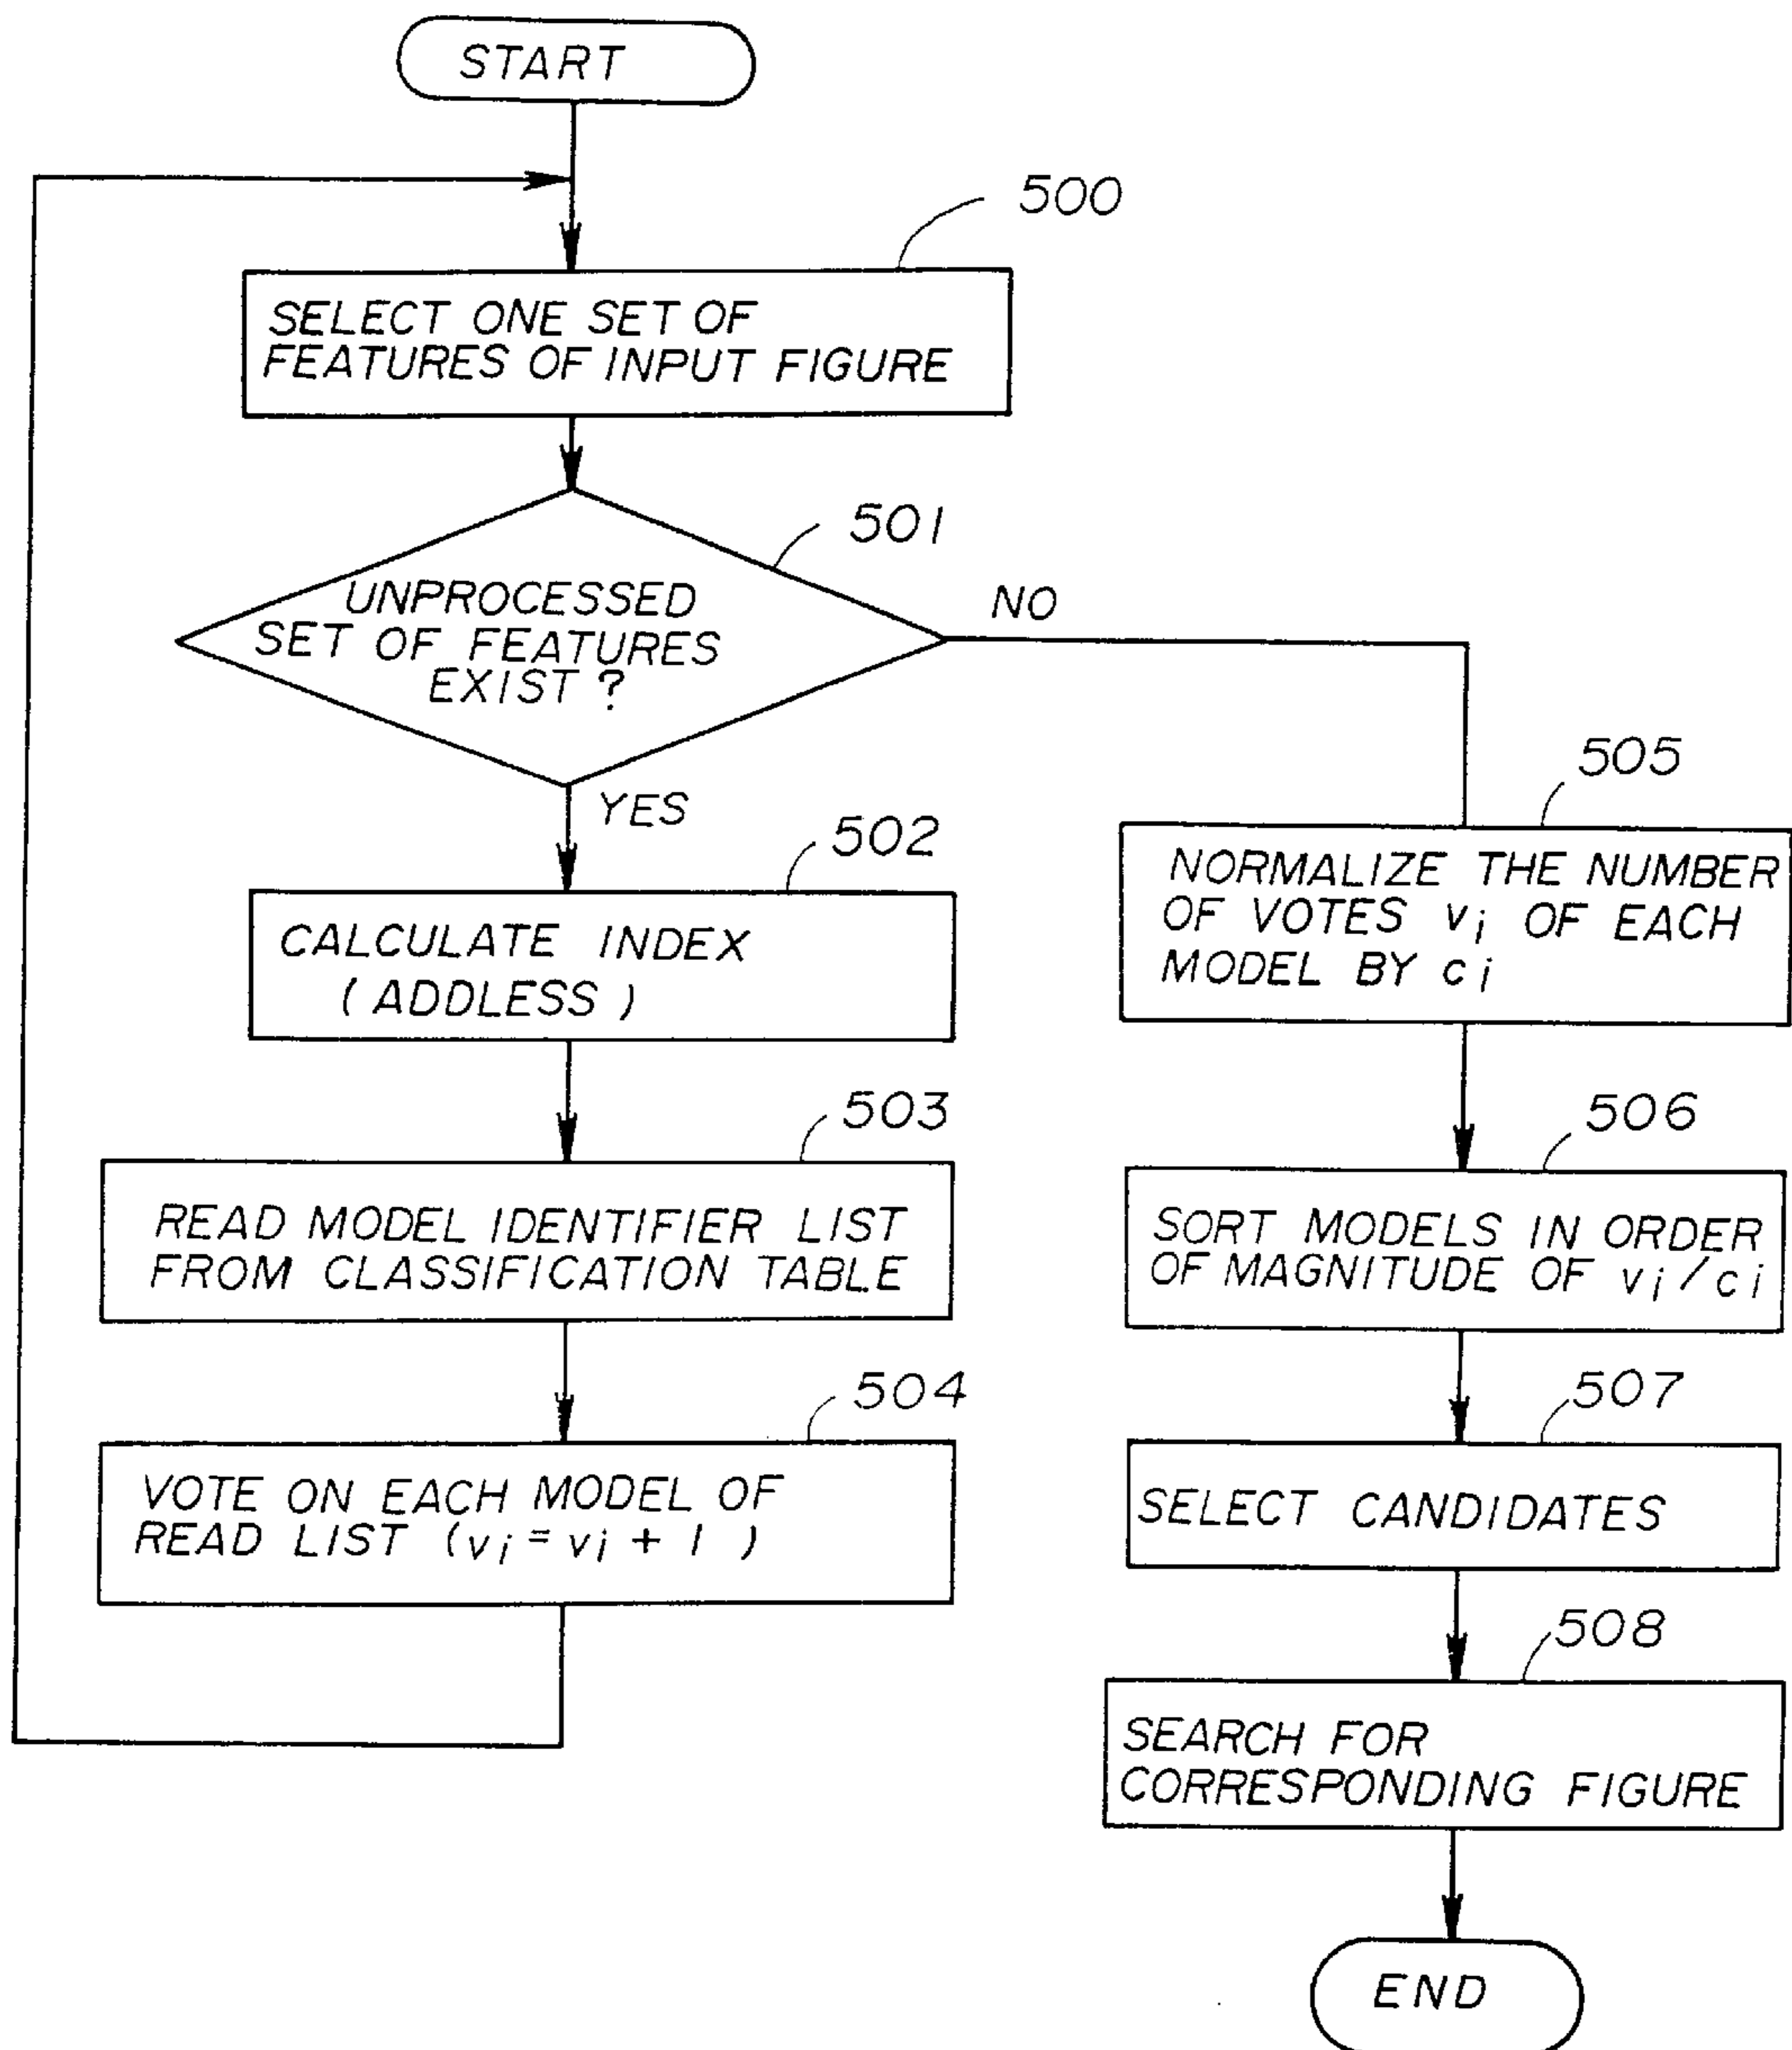 START
500
SELECT ONE SET OF
FEATURES OF INPUT FIGURE
501
UNPROCESSED
SET OF FEATURES
EXIST ?
NO
YES
502
CALCULATE INDEX
( ADDLESS )
503
READ MODEL IDENTIFIER LIST
FROM CLASSIFICATION TABLE
504
VOTE ON EACH MODEL OF
READ LIST (vi = vi + 1 )
505
NORMALIZE THE NUMBER
OF VOTES vi OF EACH
MODEL BY ci
506
SORT MODELS IN ORDER
OF MAGNITUDE OF vi / ci
507
SELECT CANDIDATES
508
SEARCH FOR
CORRESPONDING FIGURE
END